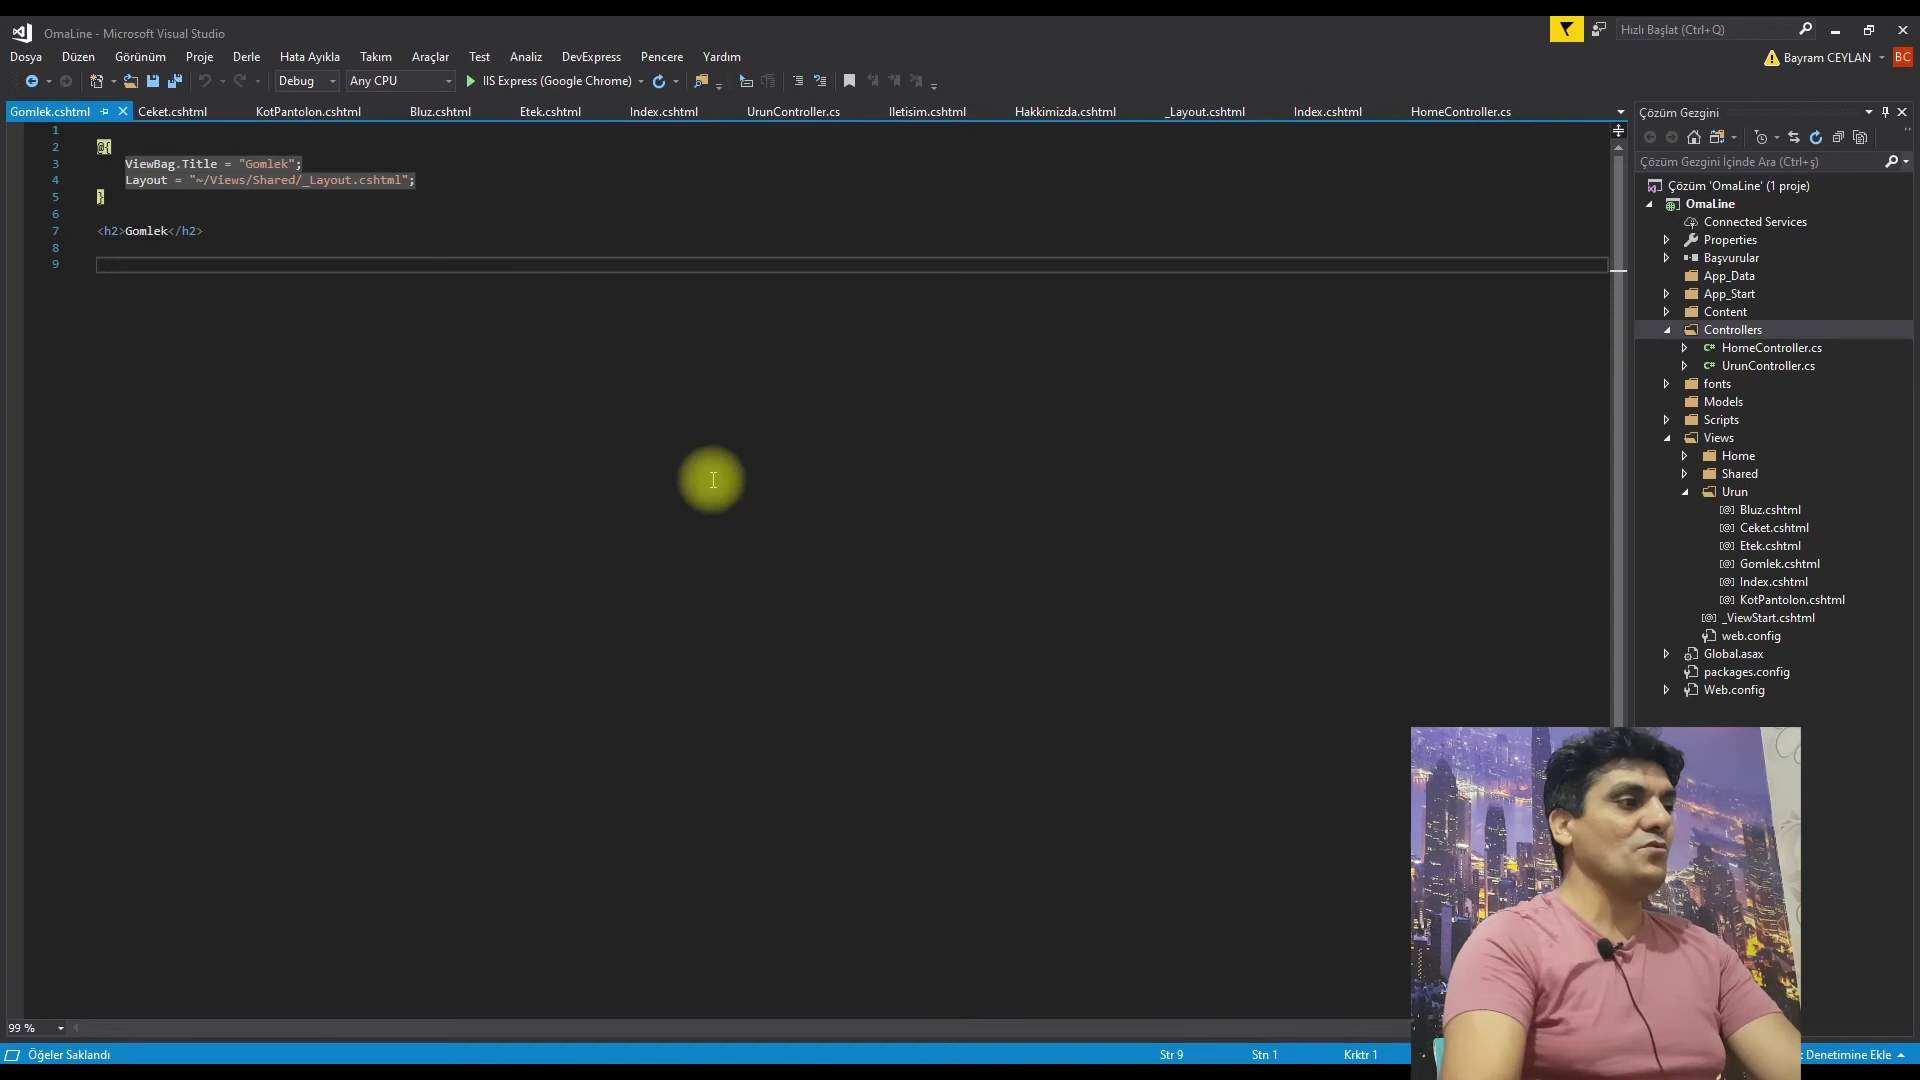 OmaLine - Microsoft Visual Studio
Hızlı Başlat (Ctrl+Q)
Dosya Düzen Görünüm Proje Derle Hata Ayıkla Takım Araçlar Test Analiz DevExpress Pencere Yardım
Bayram CEYLAN BC
Debug Any CPU IIS Express (Google Chrome)
Gomlek.cshtml Ceket.cshtml KotPantolon.cshtml Bluz.cshtml Etek.cshtml Index.cshtml UrunController.cs Iletisim.cshtml Hakkimizda.cshtml _Layout.cshtml Index.cshtml HomeController.cs
1
2 @{
3 ViewBag.Title = "Gomlek";
4 Layout = "~/Views/Shared/_Layout.cshtml";
5 }
6
7 <h2>Gomlek</h2>
8
9
Çözüm Gezgini
Çözüm Gezgini İçinde Ara (Ctrl+ş)
Çözüm 'OmaLine' (1 proje)
OmaLine
Connected Services
Properties
Başvurular
App_Data
App_Start
Content
Controllers
C# HomeController.cs
C# UrunController.cs
fonts
Models
Scripts
Views
Home
Shared
Urun
[@] Bluz.cshtml
[@] Ceket.cshtml
[@] Etek.cshtml
[@] Gomlek.cshtml
[@] Index.cshtml
[@] KotPantolon.cshtml
[@] _ViewStart.cshtml
web.config
Global.asax
packages.config
Web.config
99 %
Öğeler Saklandı Str 9 Stn 1 Krktr 1 Denetimine Ekle